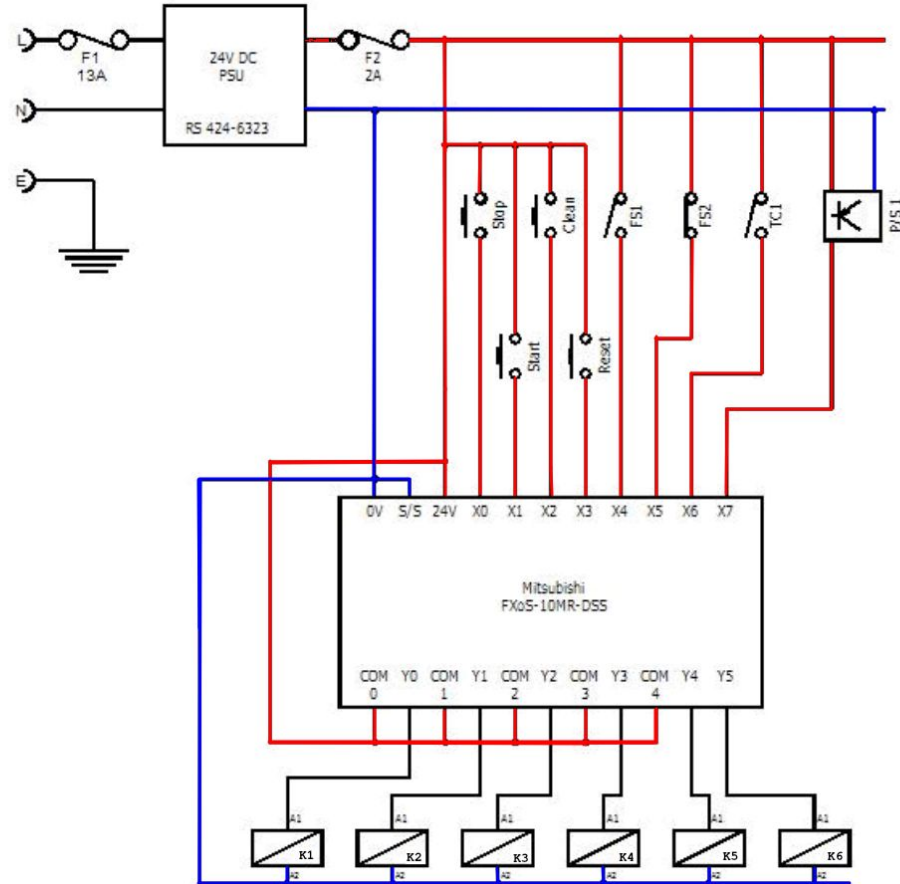 L
F1
13A
24V DC
PSU
RS 424-6323
F2
2A
N
E
Stop
Clean
FS1
FS2
TC1
P/S 1
Start
Reset
0V S/S 24V X0 X1 X2 X3 X4 X5 X6 X7
Mitsubishi
FXoS-10MR-DSS
COM Y0 COM Y1 COM Y2 COM Y3 COM Y4 Y5
0 1 2 3 4
A1 A1 A1 A1 A1 A1
K1 K2 K3 K4 K5 K6
A2 A2 A2 A2 A2 A2